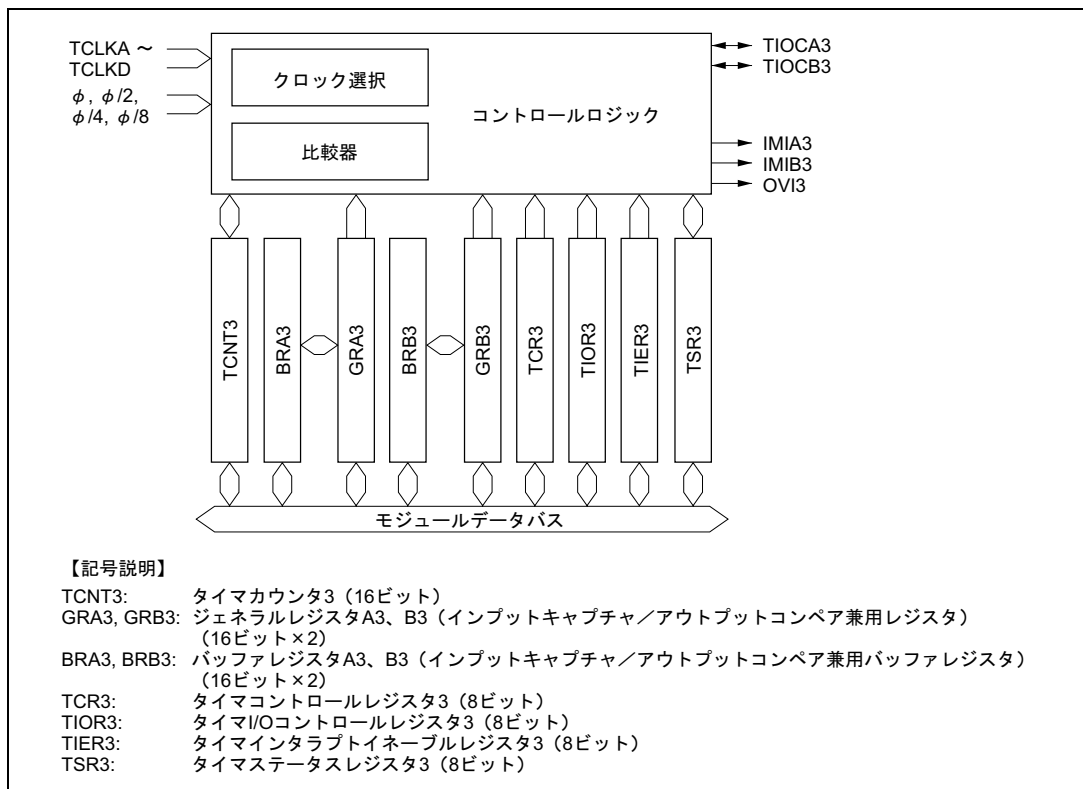 TCLKA ～
TCLKD
φ, φ/2,
φ/4, φ/8
クロック選択
比較器
コントロールロジック
TIOCA3
TIOCB3
IMIA3
IMIB3
OVI3
TCNT3
BRA3
GRA3
BRB3
GRB3
TCR3
TIOR3
TIER3
TSR3
モジュールデータバス
【記号説明】
TCNT3: タイマカウンタ3（16ビット）
GRA3, GRB3: ジェネラルレジスタA3、B3（インプットキャプチャ／アウトプットコンペア兼用レジスタ）
（16ビット×2）
BRA3, BRB3: バッファレジスタA3、B3（インプットキャプチャ／アウトプットコンペア兼用バッファレジスタ）
（16ビット×2）
TCR3: タイマコントロールレジスタ3（8ビット）
TIOR3: タイマI/Oコントロールレジスタ3（8ビット）
TIER3: タイマインタラプトイネーブルレジスタ3（8ビット）
TSR3: タイマステータスレジスタ3（8ビット）